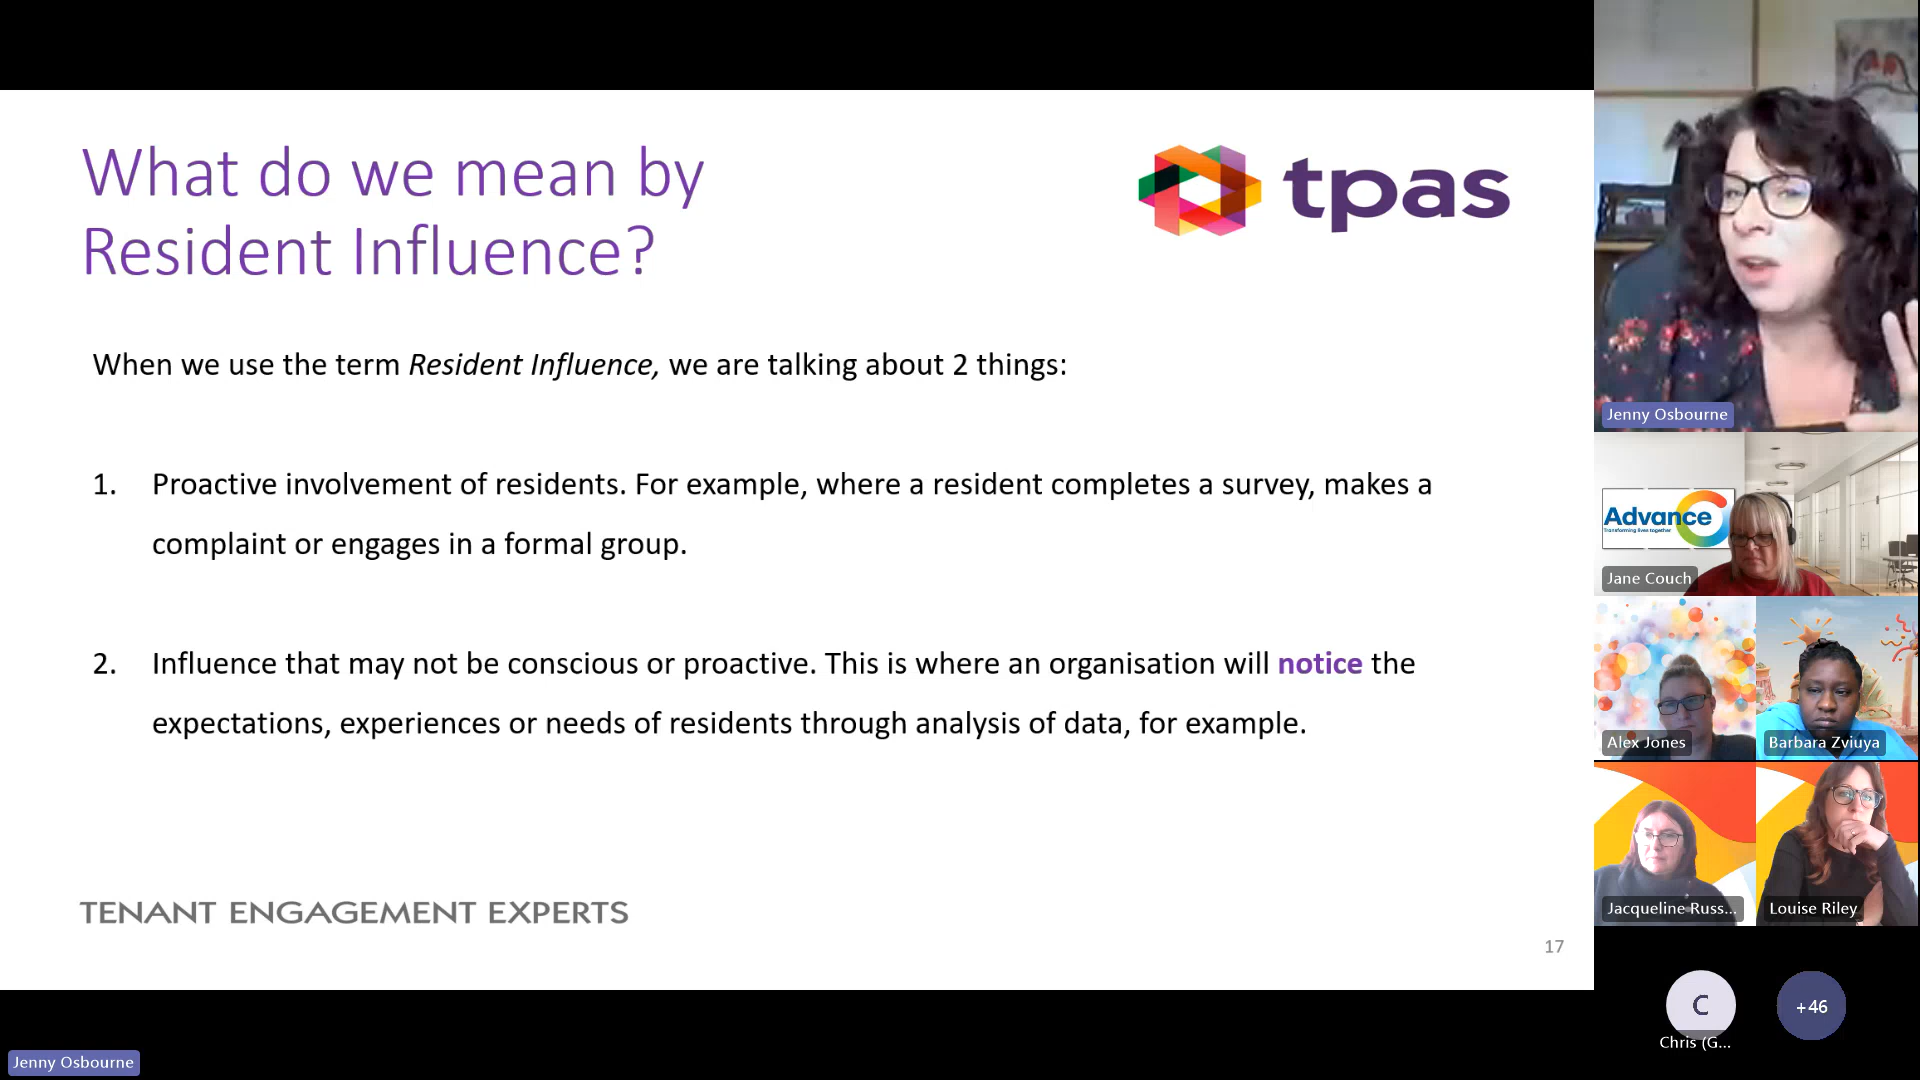 What do we mean by
Resident Influence?
tpas
When we use the term Resident Influence, we are talking about 2 things:
1. Proactive involvement of residents. For example, where a resident completes a survey, makes a
complaint or engages in a formal group.
2. Influence that may not be conscious or proactive. This is where an organisation will notice the
expectations, experiences or needs of residents through analysis of data, for example.
TENANT ENGAGEMENT EXPERTS
17
Jenny Osbourne
Jenny Osbourne
Advance
Transforming lives together
Jane Couch
Alex Jones
Barbara Zviuya
Jacqueline Russ...
Louise Riley
C
+46
Chris (G...